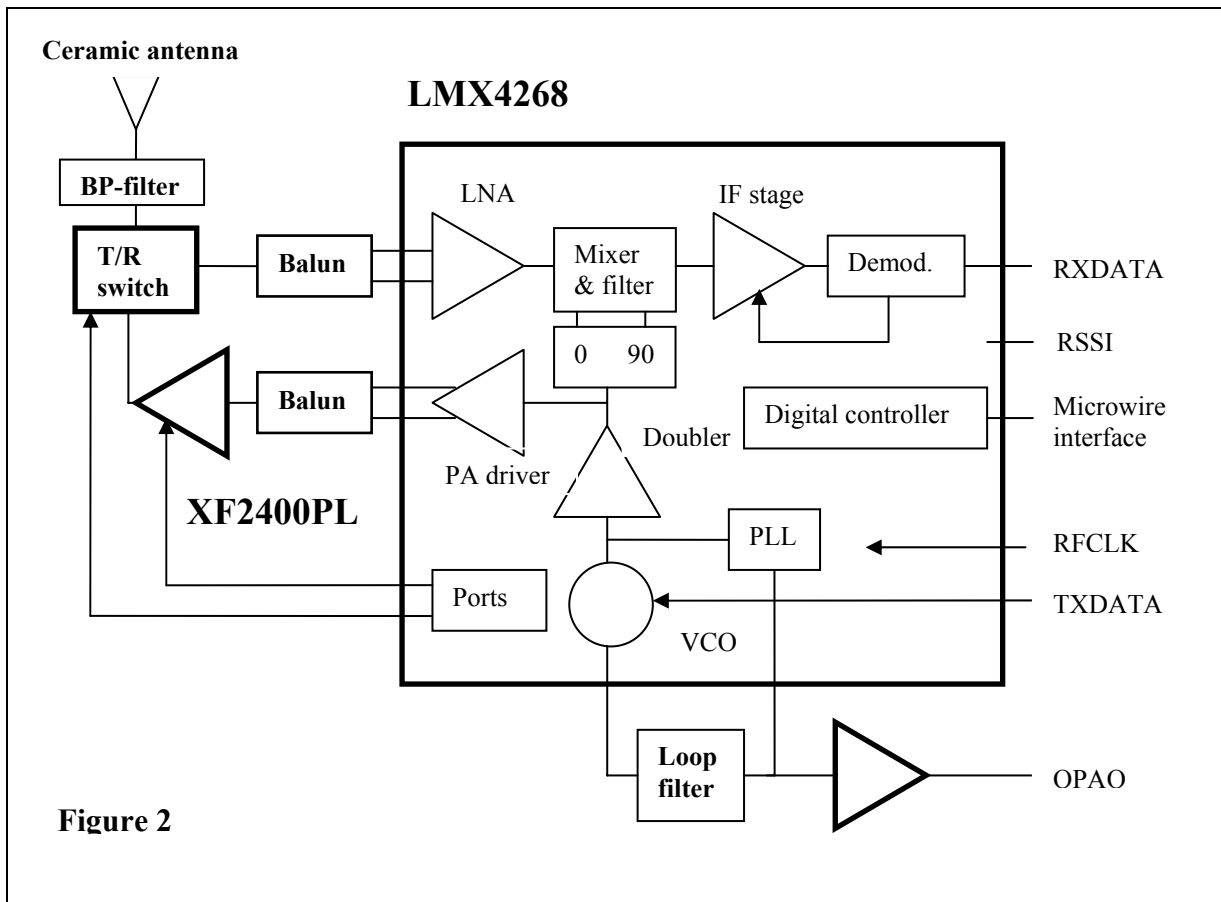 Ceramic antenna
LMX4268
BP-filter
LNA
IF stage
T/R
switch
Balun
Mixer
& filter
Demod.
RXDATA
RSSI
0 90
Balun
Digital controller
Microwire
interface
Doubler
PA driver
XF2400PL
PLL
RFCLK
Ports
TXDATA
VCO
Loop
filter
OPAO
Figure 2